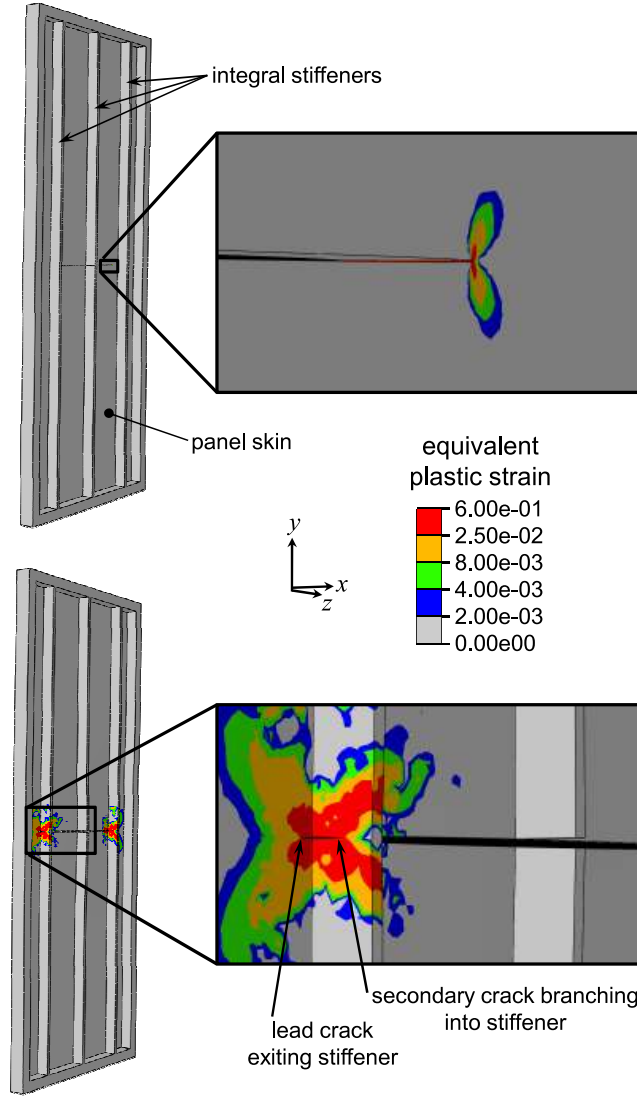 integral stiffeners
panel skin
equivalent
plastic strain
6.00e-01
2.50e-02
8.00e-03
4.00e-03
2.00e-03
0.00e00
y
x
z
secondary crack branching
into stiffener
lead crack
exiting stiffener